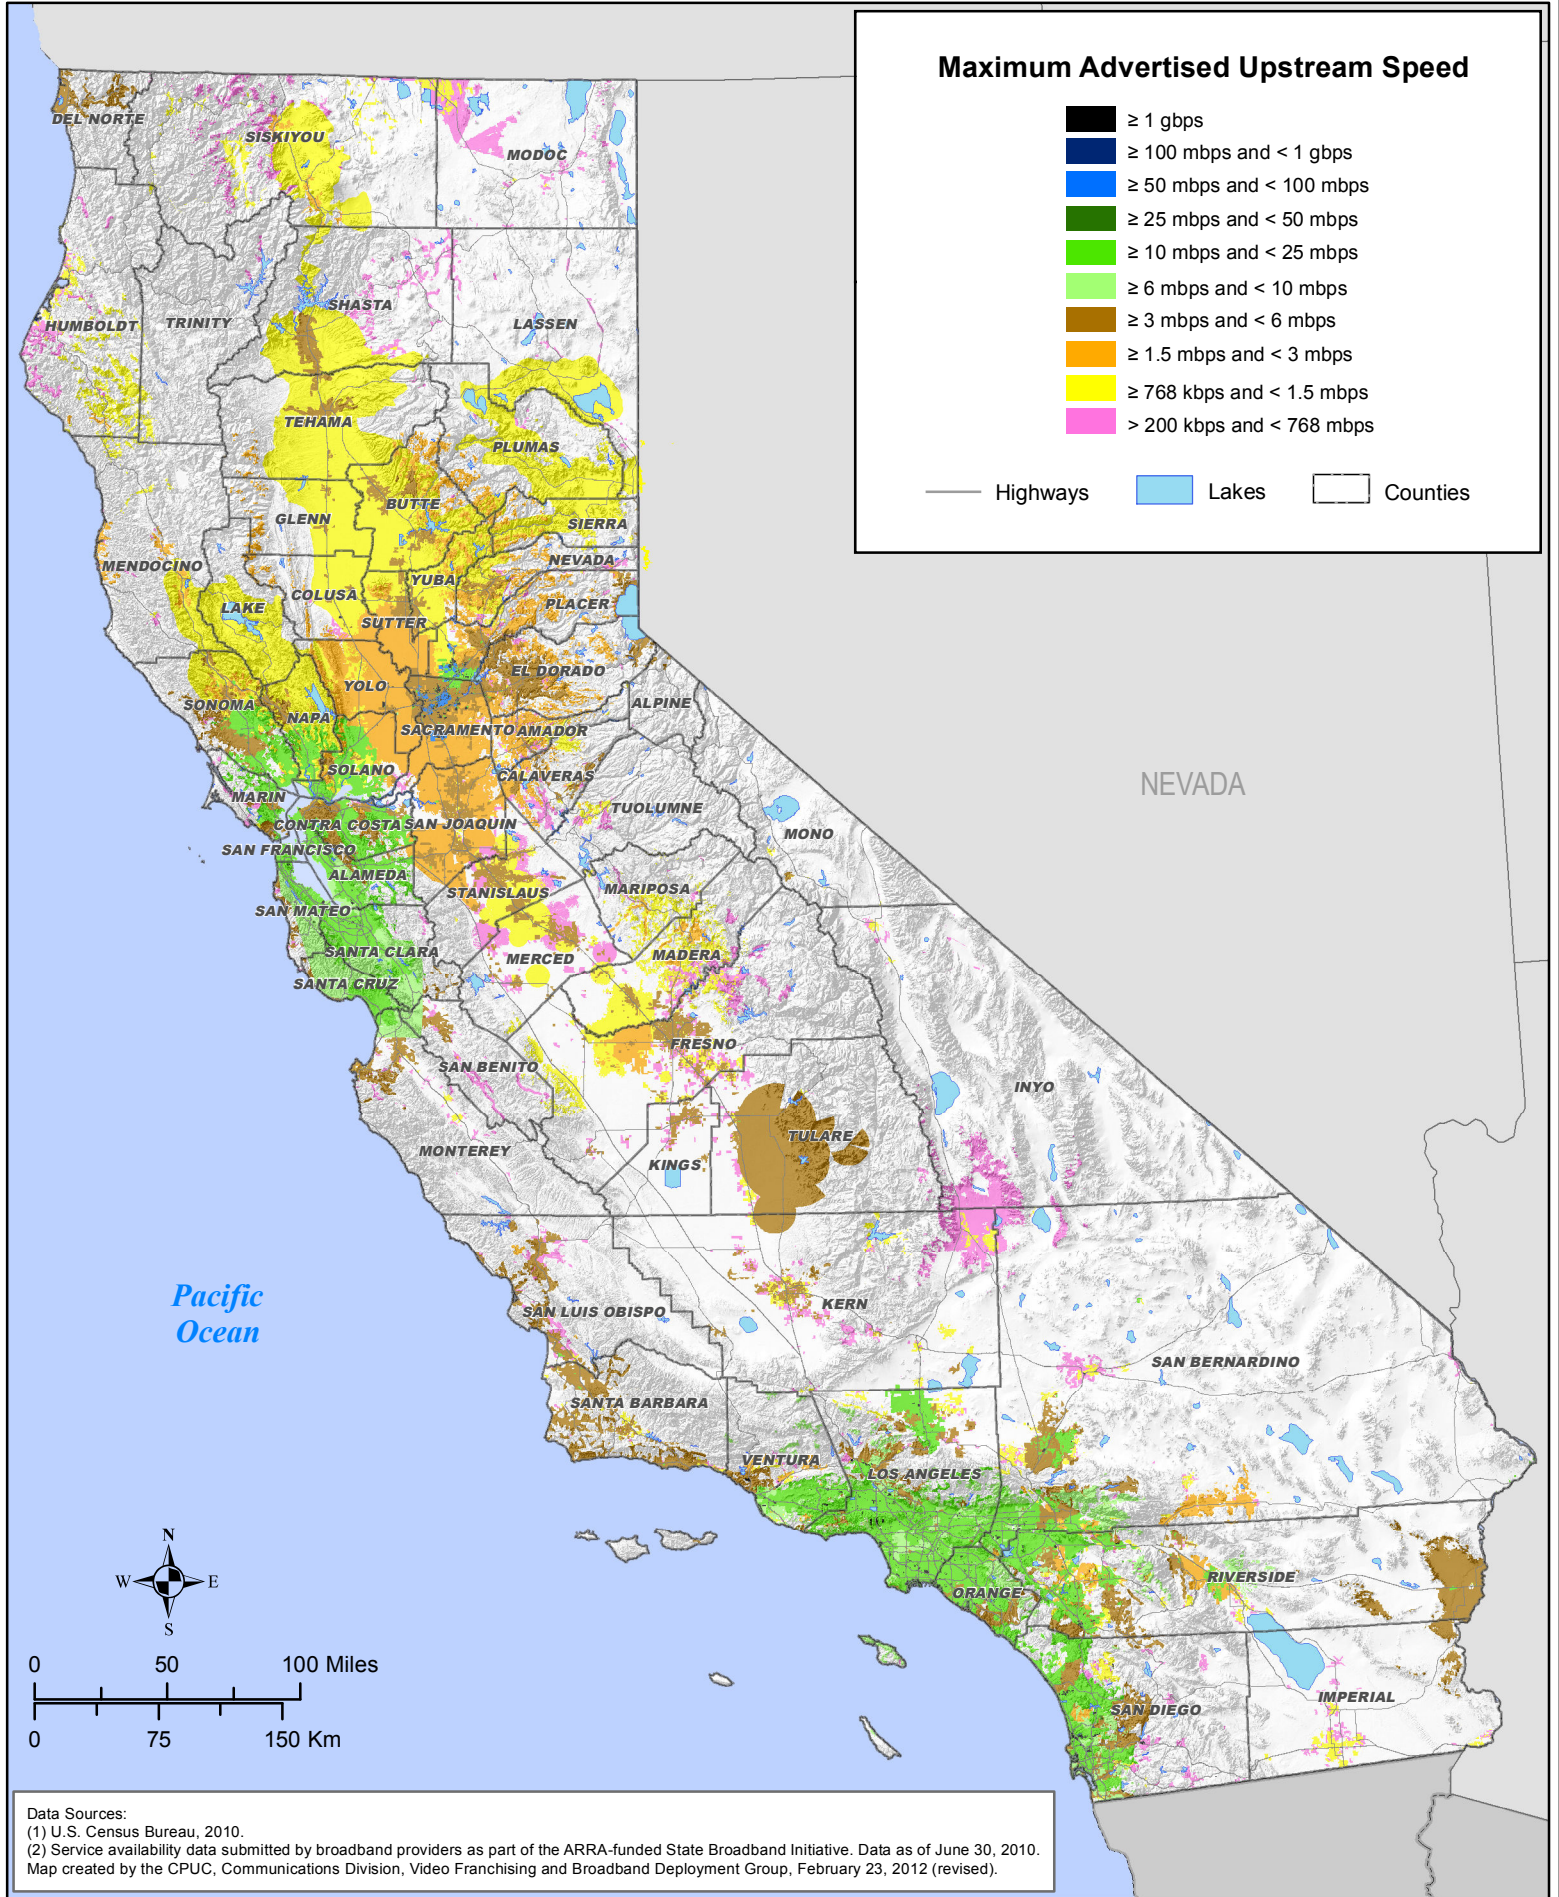 Maximum Advertised Upstream Speed
≥ 1 gbps
≥ 100 mbps and < 1 gbps
≥ 50 mbps and < 100 mbps
≥ 25 mbps and < 50 mbps
≥ 10 mbps and < 25 mbps
≥ 6 mbps and < 10 mbps
≥ 3 mbps and < 6 mbps
≥ 1.5 mbps and < 3 mbps
≥ 768 kbps and < 1.5 mbps
> 200 kbps and < 768 mbps
Highways
Lakes
Counties
DEL NORTE
SISKIYOU
MODOC
HUMBOLDT
TRINITY
SHASTA
LASSEN
TEHAMA
PLUMAS
BUTTE
GLENN
SIERRA
MENDOCINO
NEVADA
YUBA
COLUSA
LAKE
PLACER
SUTTER
EL DORADO
YOLO
SONOMA
NAPA
ALPINE
SACRAMENTO
AMADOR
SOLANO
CALAVERAS
MARIN
TUOLUMNE
CONTRA COSTA
SAN JOAQUIN
MONO
SAN FRANCISCO
ALAMEDA
STANISLAUS
MARIPOSA
SAN MATEO
SANTA CLARA
MERCED
MADERA
SANTA CRUZ
FRESNO
SAN BENITO
INYO
MONTEREY
TULARE
KINGS
SAN LUIS OBISPO
KERN
SAN BERNARDINO
SANTA BARBARA
VENTURA
LOS ANGELES
ORANGE
RIVERSIDE
SAN DIEGO
IMPERIAL
NEVADA
Pacific
Ocean
N
W
E
S
0
50
100 Miles
0
75
150 Km
Data Sources:
(1) U.S. Census Bureau, 2010.
(2) Service availability data submitted by broadband providers as part of the ARRA-funded State Broadband Initiative. Data as of June 30, 2010.
Map created by the CPUC, Communications Division, Video Franchising and Broadband Deployment Group, February 23, 2012 (revised).